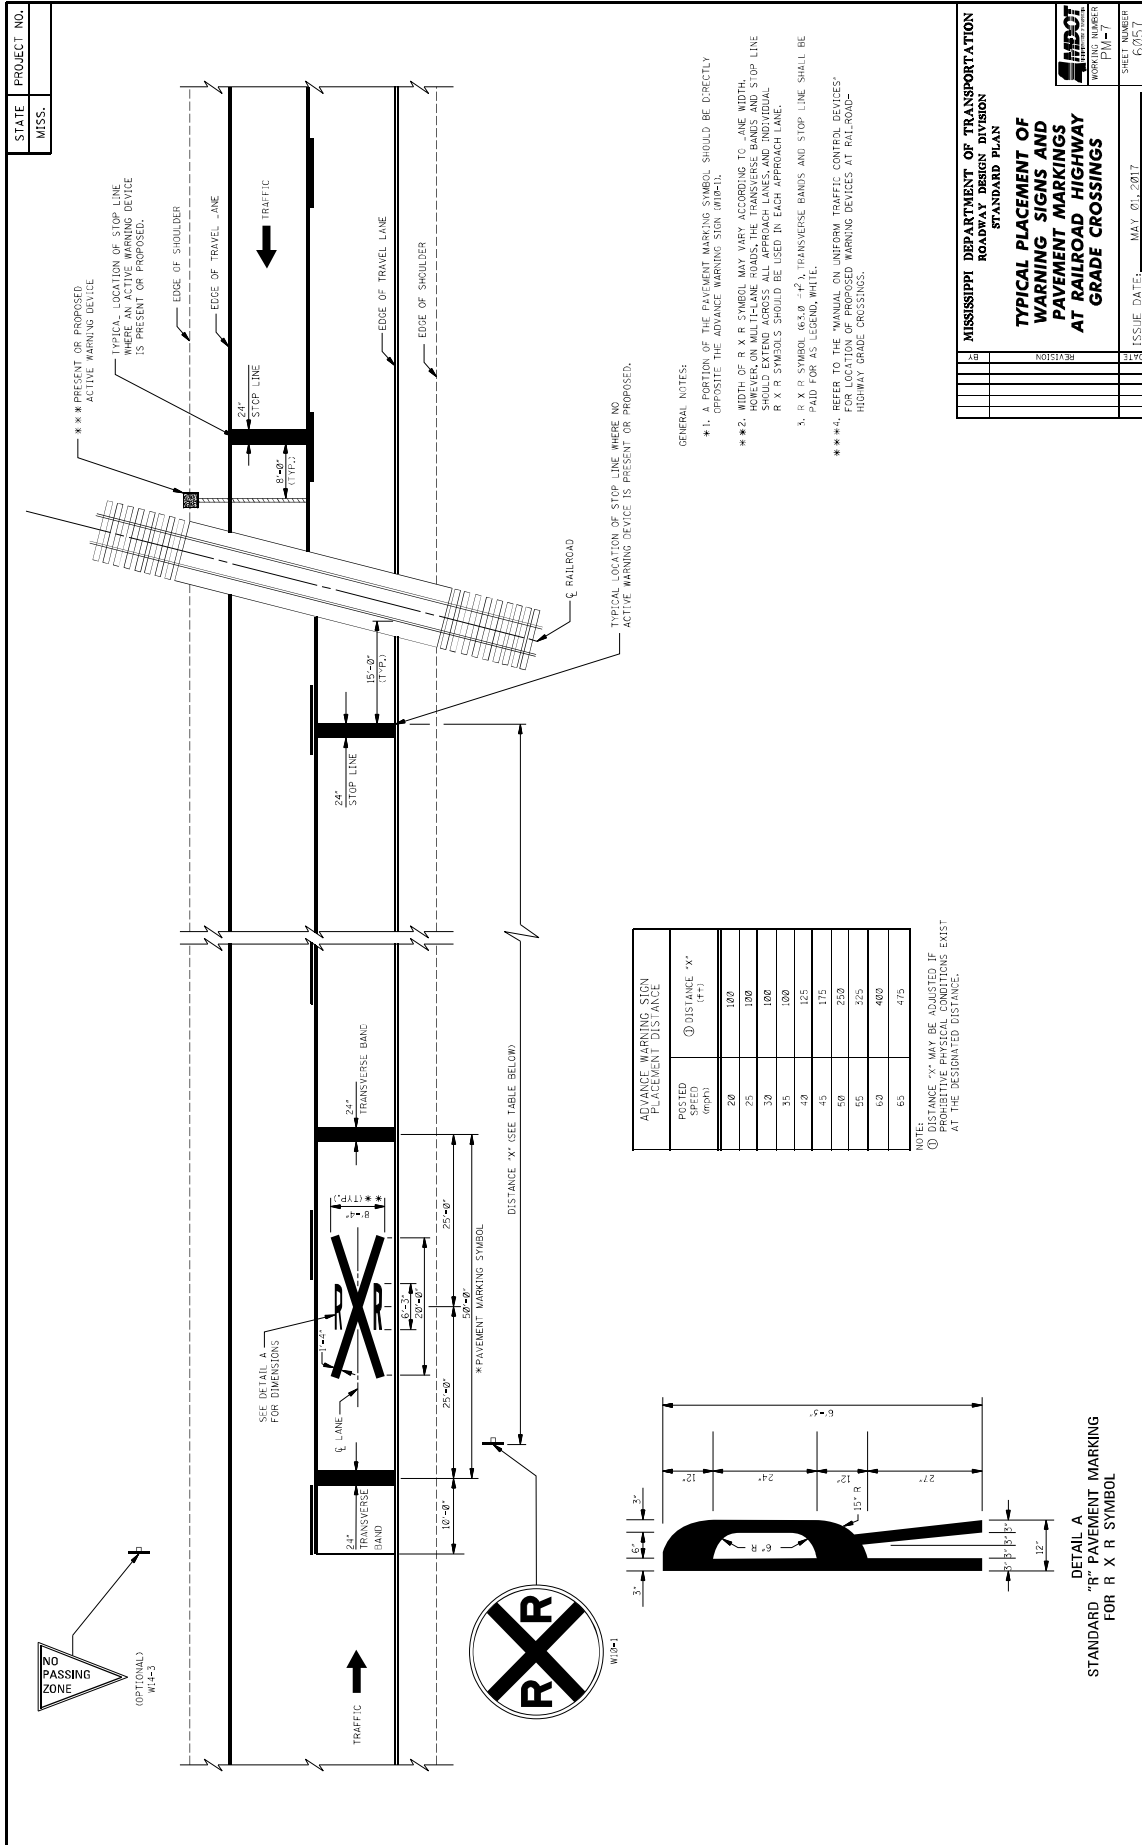 STATE PROJECT NO.
MISS.
* * * PRESENT OR PROPOSED
ACTIVE WARNING DEVICE
TYPICAL LOCATION OF STOP LINE
WHERE AN ACTIVE WARNING DEVICE
IS PRESENT OR PROPOSED.
EDGE OF SHOULDER
EDGE OF TRAVEL LANE
TRAFFIC
EDGE OF TRAVEL LANE
EDGE OF SHOULDER
24"
STOP LINE
8'-0"
(TYP.)
℄ RAILROAD
15'-0"
(TYP.)
TYPICAL LOCATION OF STOP LINE WHERE NO
ACTIVE WARNING DEVICE IS PRESENT OR PROPOSED.
24"
STOP LINE
DISTANCE "X" (SEE TABLE BELOW)
24"
TRANSVERSE BAND
8'-4"
* * (TYP.)
SEE DETAIL A
FOR DIMENSIONS
1'-4"
R X R
℄ LANE
6'-3"
20'-0"
25'-0"
25'-0"
50'-0"
* PAVEMENT MARKING SYMBOL
24"
TRANSVERSE
BAND
10'-0"
TRAFFIC
NO
PASSING
ZONE
(OPTIONAL)
W14-3
R R
W10-1
GENERAL NOTES:
* 1. A PORTION OF THE PAVEMENT MARKING SYMBOL SHOULD BE DIRECTLY
OPPOSITE THE ADVANCE WARNING SIGN (W10-1).
* * 2. WIDTH OF R X R SYMBOL MAY VARY ACCORDING TO LANE WIDTH.
HOWEVER, ON MULTI-LANE ROADS, THE TRANSVERSE BANDS AND STOP LINE
SHOULD EXTEND ACROSS ALL APPROACH LANES, AND INDIVIDUAL
R X R SYMBOLS SHOULD BE USED IN EACH APPROACH LANE.
3. R X R SYMBOL (63.0 ft²), TRANSVERSE BANDS AND STOP LINE SHALL BE
PAID FOR AS LEGEND, WHITE.
* * * 4. REFER TO THE "MANUAL ON UNIFORM TRAFFIC CONTROL DEVICES"
FOR LOCATION OF PROPOSED WARNING DEVICES AT RAILROAD-
HIGHWAY GRADE CROSSINGS.
ADVANCE WARNING SIGN
PLACEMENT DISTANCE
POSTED
SPEED
(mph)
① DISTANCE "X"
(ft)
20 100
25 100
30 100
35 100
40 125
45 175
50 250
55 325
60 400
65 475
NOTE:
① DISTANCE "X" MAY BE ADJUSTED IF
PROHIBITIVE PHYSICAL CONDITIONS EXIST
AT THE DESIGNATED DISTANCE.
6'-3"
12" 24" 12" 27"
3"
6"
3"
6" R
15" R
3" 3" 3" 3"
12"
DETAIL A
STANDARD "R" PAVEMENT MARKING
FOR R X R SYMBOL
MISSISSIPPI DEPARTMENT OF TRANSPORTATION
ROADWAY DESIGN DIVISION
STANDARD PLAN
TYPICAL PLACEMENT OF
WARNING SIGNS AND
PAVEMENT MARKINGS
AT RAILROAD HIGHWAY
GRADE CROSSINGS
MDOT
WORKING NUMBER
PM-7
SHEET NUMBER
6057
ISSUE DATE: MAY 01, 2017
BY
REVISION
DATE